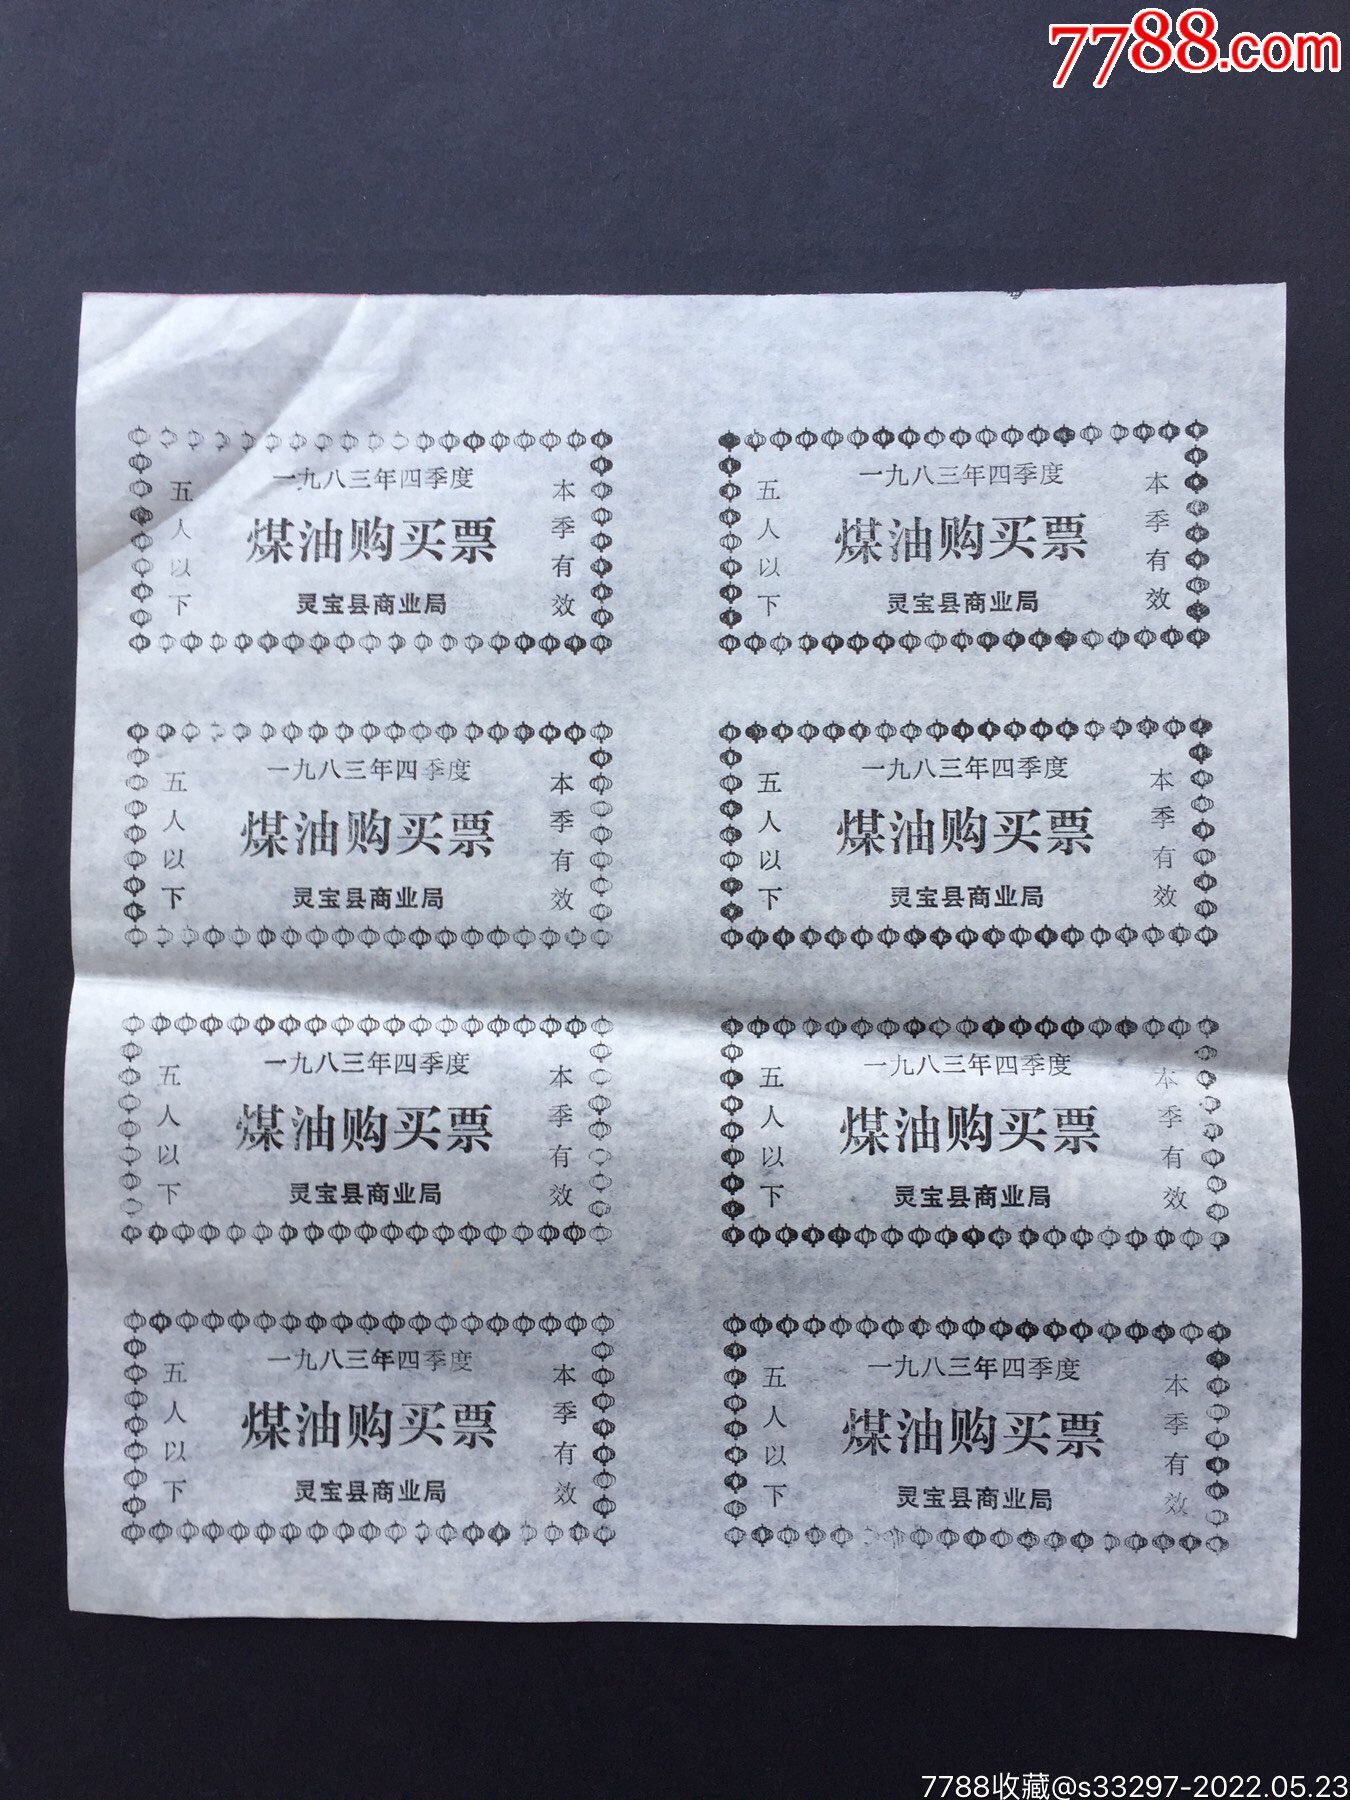 7788.com
一九八三年四季度
五人以下
煤油购买票
本季有效
灵宝县商业局
一九八三年四季度
五人以下
煤油购买票
本季有效
灵宝县商业局
一九八三年四季度
五人以下
煤油购买票
本季有效
灵宝县商业局
一九八三年四季度
五人以下
煤油购买票
本季有效
灵宝县商业局
一九八三年四季度
五人以下
煤油购买票
本季有效
灵宝县商业局
一九八三年四季度
五人以下
煤油购买票
本季有效
灵宝县商业局
一九八三年四季度
五人以下
煤油购买票
本季有效
灵宝县商业局
一九八三年四季度
五人以下
煤油购买票
本季有效
灵宝县商业局
7788收藏@s33297-2022.05.23